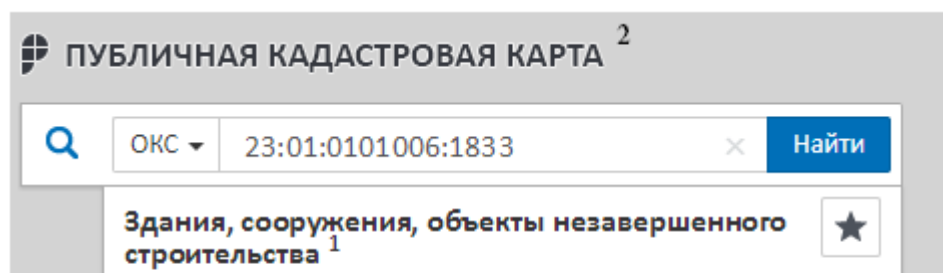 ПУБЛИЧНАЯ КАДАСТРОВАЯ КАРТА 2
ОКС 23:01:0101006:1833 × Найти
Здания, сооружения, объекты незавершенного
строительства 1